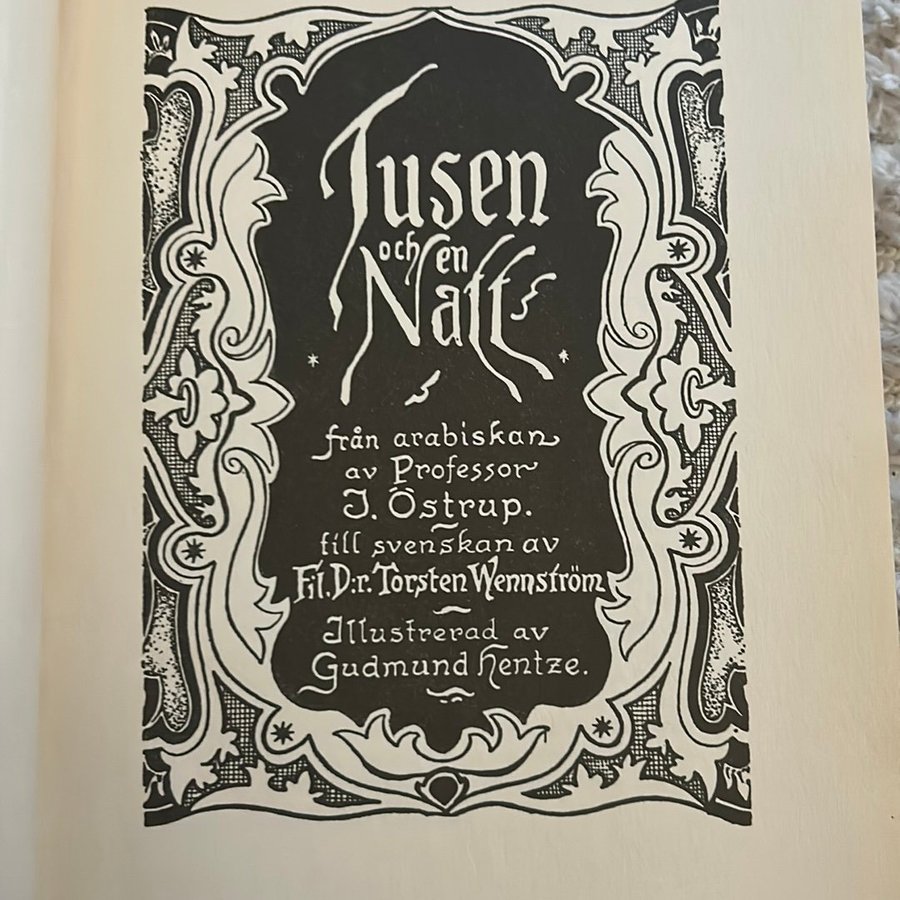 Tusen
och en
Natt
från arabiskan
av Professor
J. Östrup.
till svenskan av
Fil. D:r. Torsten Wennström
Illustrerad av
Gudmund Hentze.